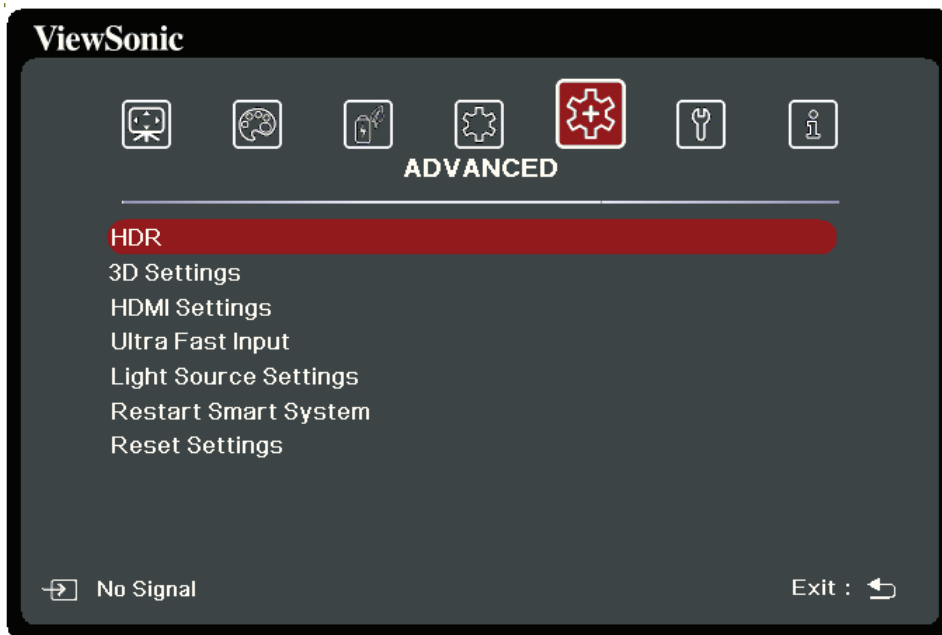 ViewSonic
ADVANCED
HDR
3D Settings
HDMI Settings
Ultra Fast Input
Light Source Settings
Restart Smart System
Reset Settings
No Signal
Exit :